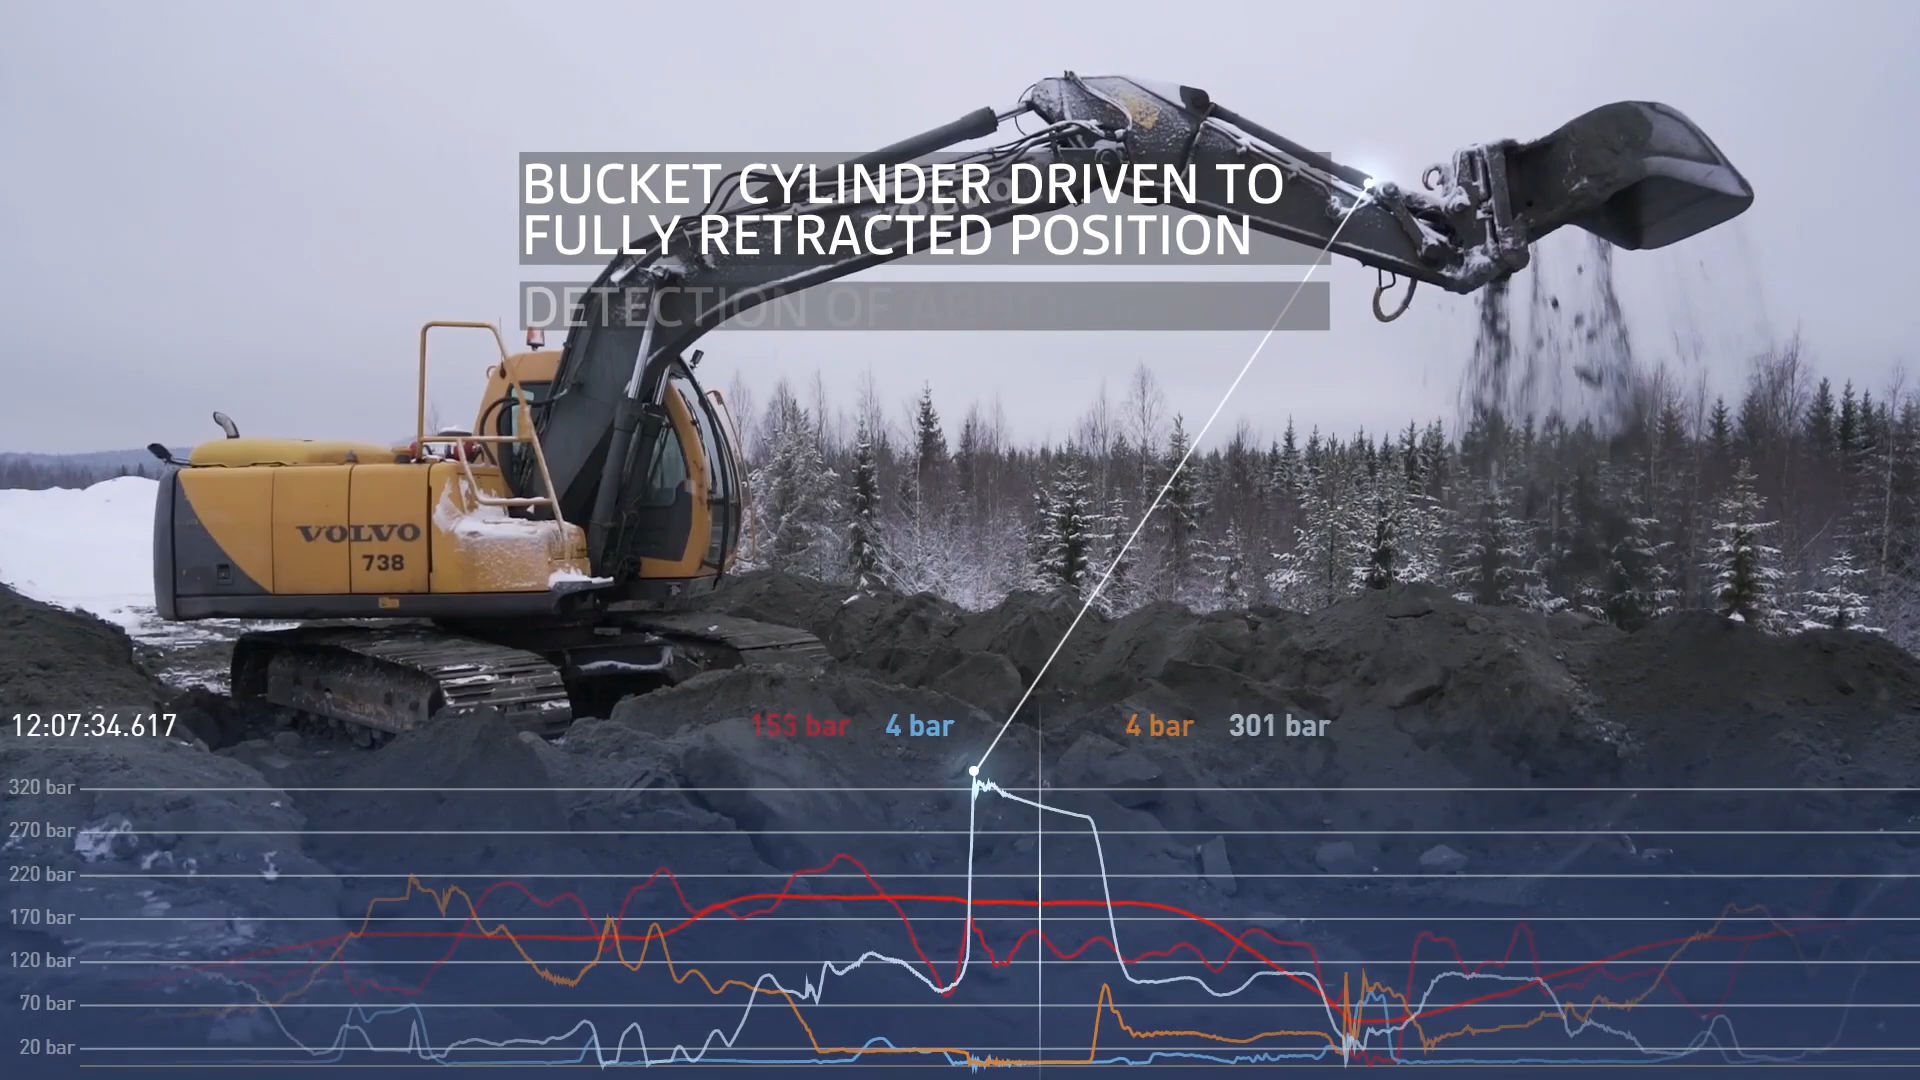 BUCKET CYLINDER DRIVEN TO
FULLY RETRACTED POSITION
DETECTION OF
VOLVO
VOLVO
738
12:07:34.617
153 bar 4 bar 4 bar 301 bar
320 bar
270 bar
220 bar
170 bar
120 bar
70 bar
20 bar